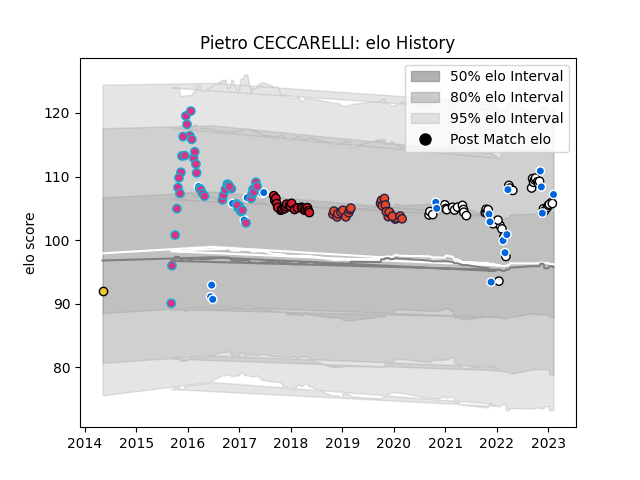 Pietro CECCARELLI: elo History
50% elo Interval
80% elo Interval
95% elo Interval
Post Match elo
elo score
120
110
100
90
80
2014 2015 2016 2017 2018 2019 2020 2021 2022 2023